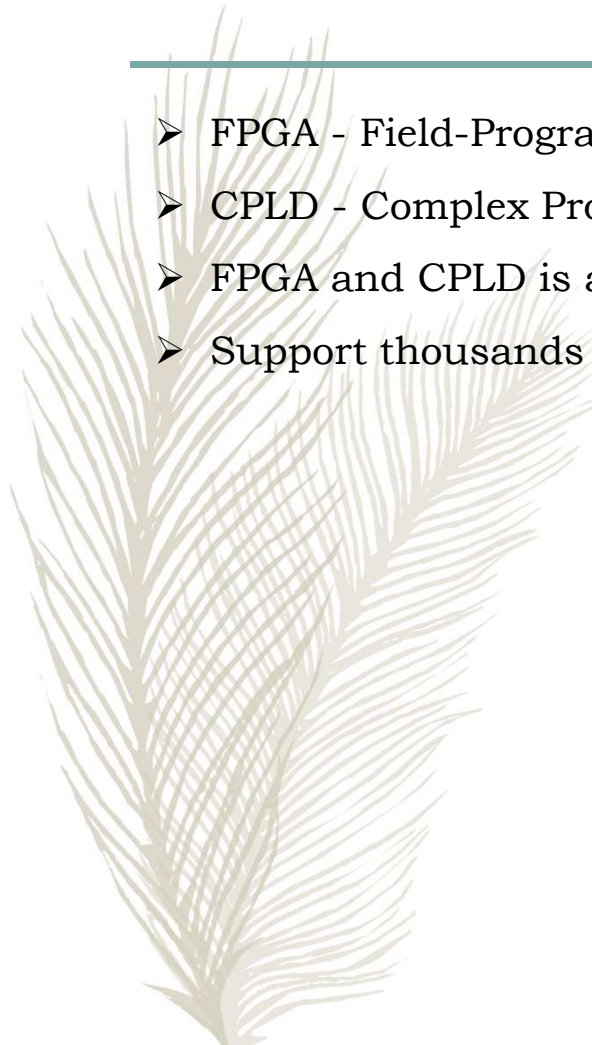 ➢ FPGA - Field-Progra
➢ CPLD - Complex Pro
➢ FPGA and CPLD is a
➢ Support thousands